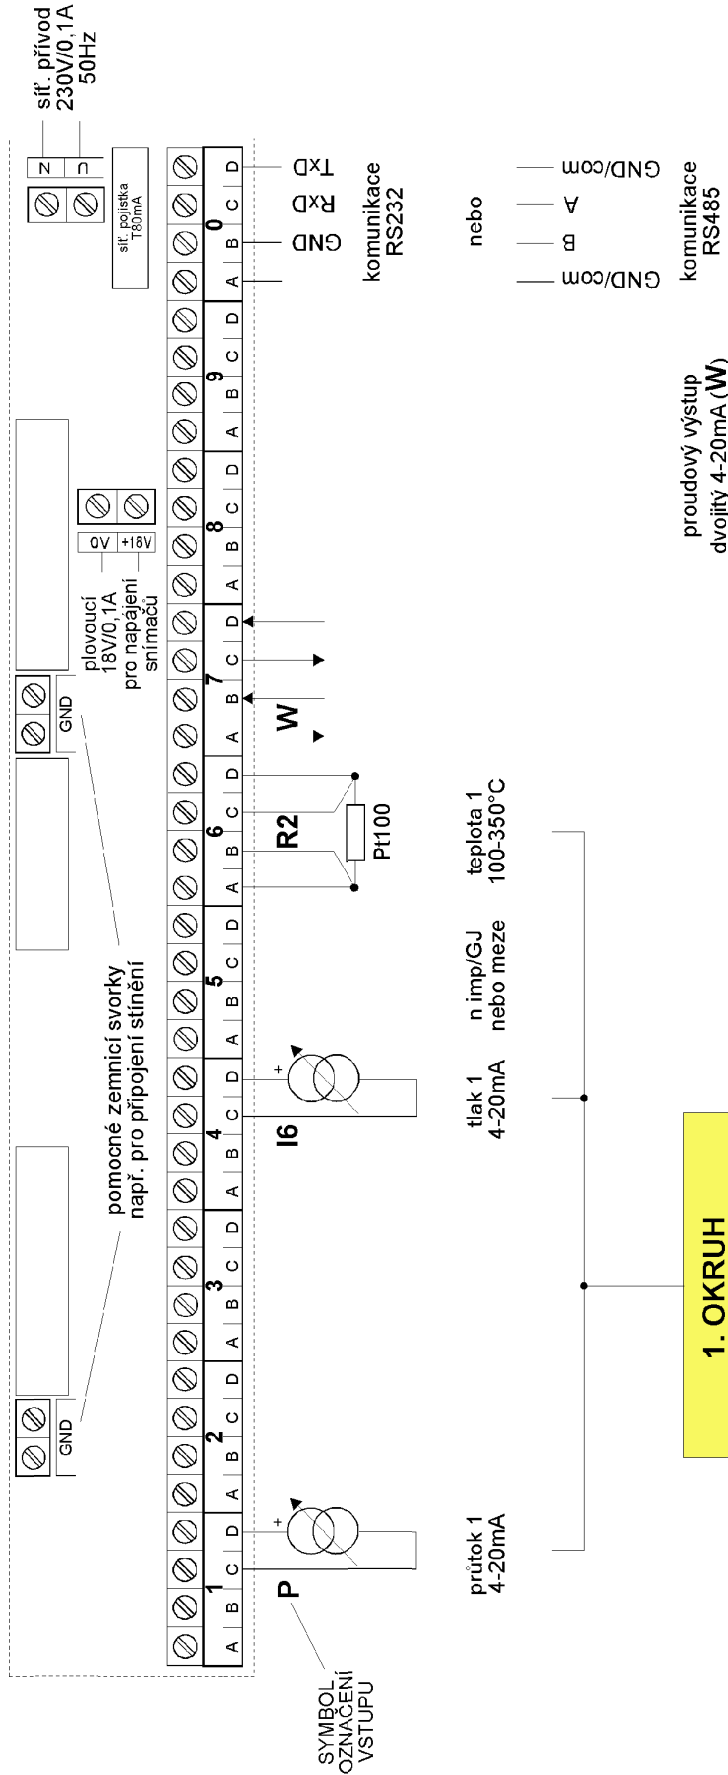 GND
pomocné zemnicí svorky
např. pro připojení stínění
GND
plovoucí
18V/0,1A
pro napájení
snímačů
0V
+18V
síť. přívod
230V/0,1A
50Hz
N
U
síť. pojistka
T80mA
1 2 3 4 5 6 7 8 9 0
A B C D A B C D A B C D A B C D A B C D A B C D A B C D A B C D A B C D A B C D
SYMBOL
OZNAČENÍ
VSTUPU
P
+
I6
+
R2
Pt100
W
GND
RxD
TxD
komunikace
RS232
nebo
GND/com
B
A
GND/com
komunikace
RS485
průtok 1
4-20mA
tlak 1
4-20mA
n imp/GJ
nebo meze
teplota 1
100-350°C
proudový výstup
dvojitý 4-20mA (W)
1. OKRUH